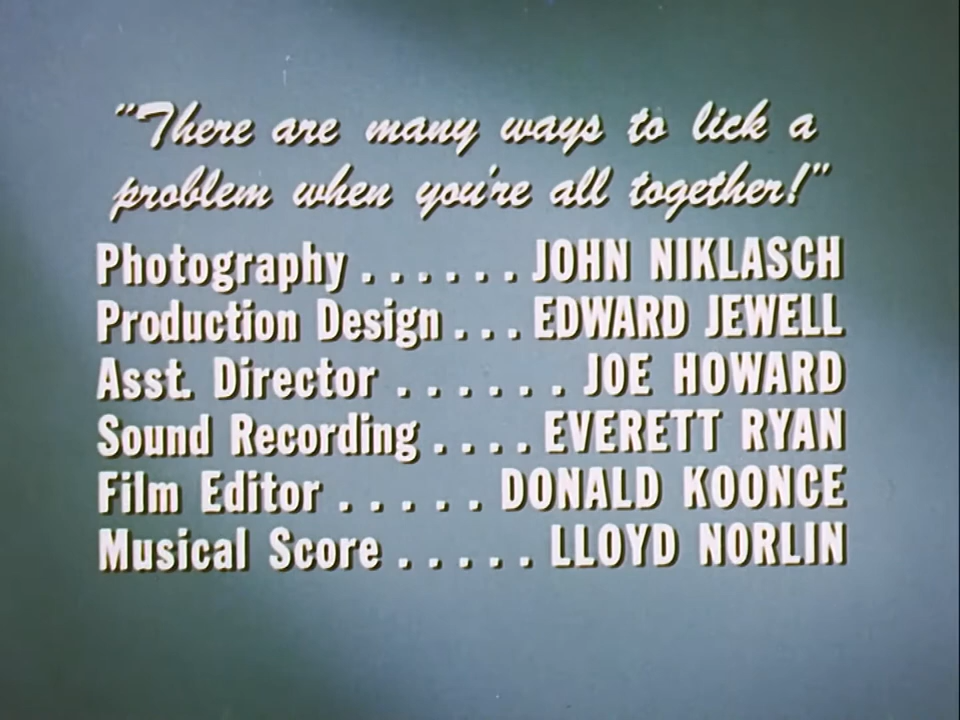 "There are many ways to lick a
problem when you're all together!"
Photography . . . . . . JOHN NIKLASCH
Production Design . . . EDWARD JEWELL
Asst. Director . . . . . . JOE HOWARD
Sound Recording . . . . EVERETT RYAN
Film Editor . . . . . DONALD KOONCE
Musical Score . . . . . LLOYD NORLIN